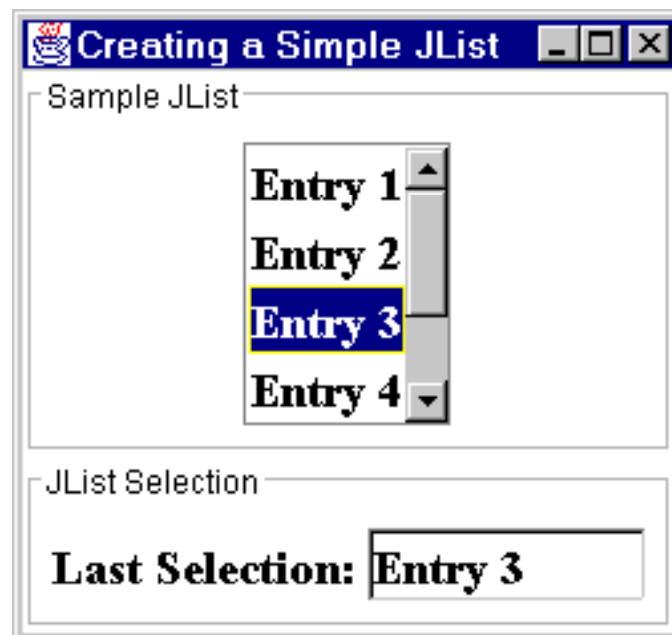 Creating a Simple JList
Sample JList
Entry 1
Entry 2
Entry 3
Entry 4
JList Selection
Last Selection: Entry 3